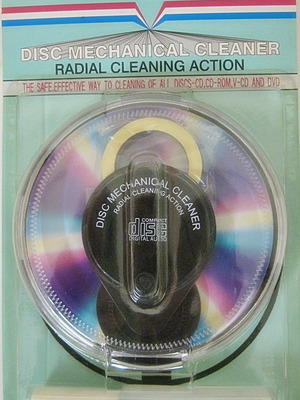 DISC MECHANICAL CLEANER
RADIAL CLEANING ACTION
THE SAFE.EFFECTIVE WAY TO CLEANING OF ALL DISCS-CD,CD-ROM,V-CD AND DVD
DISC MECHANICAL CLEANER
RADIAL CLEANING ACTION
COMPACT
disc
DIGITAL AUDIO